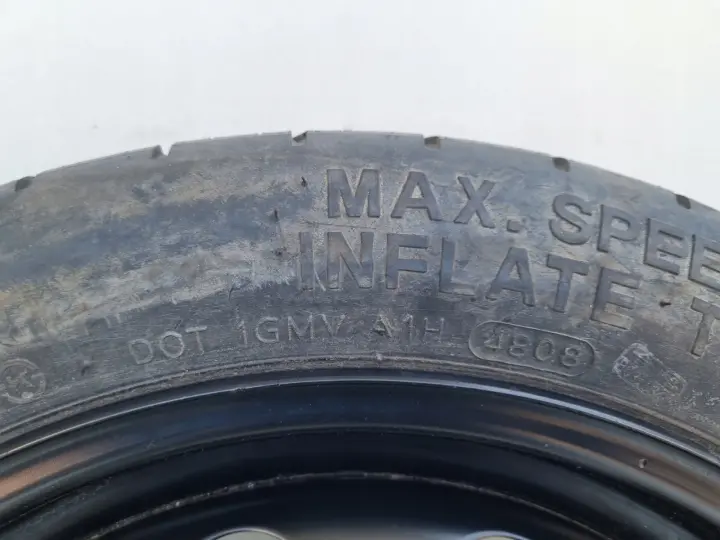 MAX. SPEE
INFLATE T
DOT 1GMV A1H 4808
K